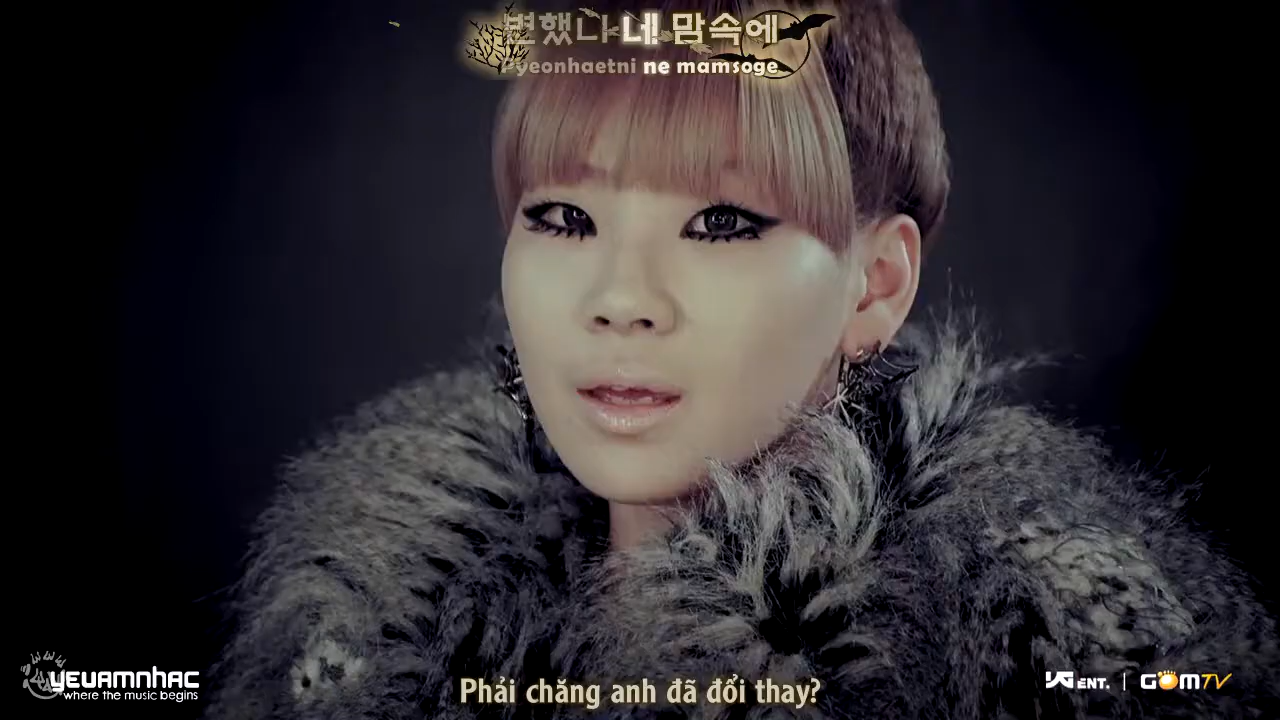 변했니 네 맘속에
Pyeonhaetni ne mamsoge
YEUAMNHAC
where the music begins
Phải chăng anh đã đổi thay?
YG ENT. | GOMTV